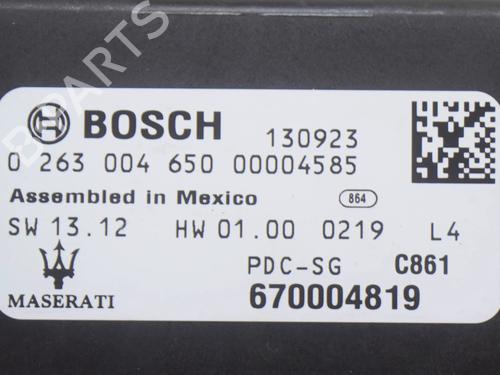 B-PARTS
BOSCH 130923
0 263 004 650 00004585
Assembled in Mexico 864
SW 13.12 HW 01.00 0219 L4
PDC-SG C861
MASERATI 670004819